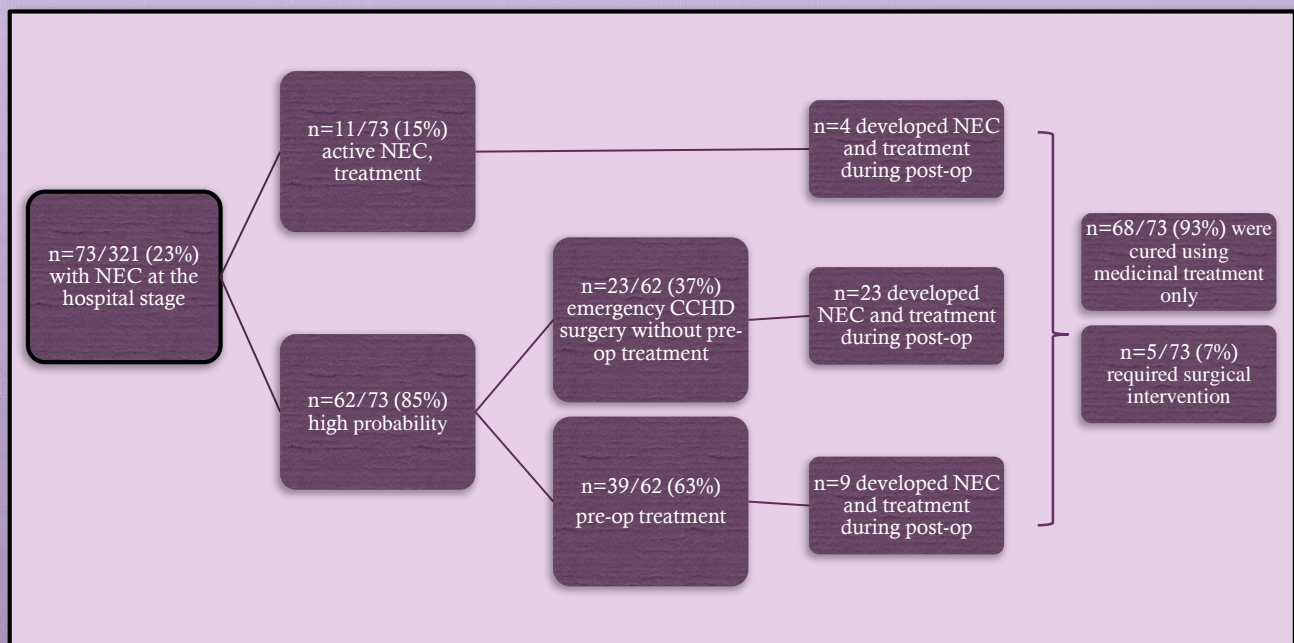 n=73/321 (23%)
with NEC at the
hospital stage
n=11/73 (15%)
active NEC,
treatment
n=62/73 (85%)
high probability
n=23/62 (37%)
emergency CCHD
surgery without pre-
op treatment
n=39/62 (63%)
pre-op treatment
n=4 developed NEC
and treatment
during post-op
n=23 developed
NEC and treatment
during post-op
n=9 developed NEC
and treatment
during post-op
n=68/73 (93%) were
cured using
medicinal treatment
only
n=5/73 (7%)
required surgical
intervention